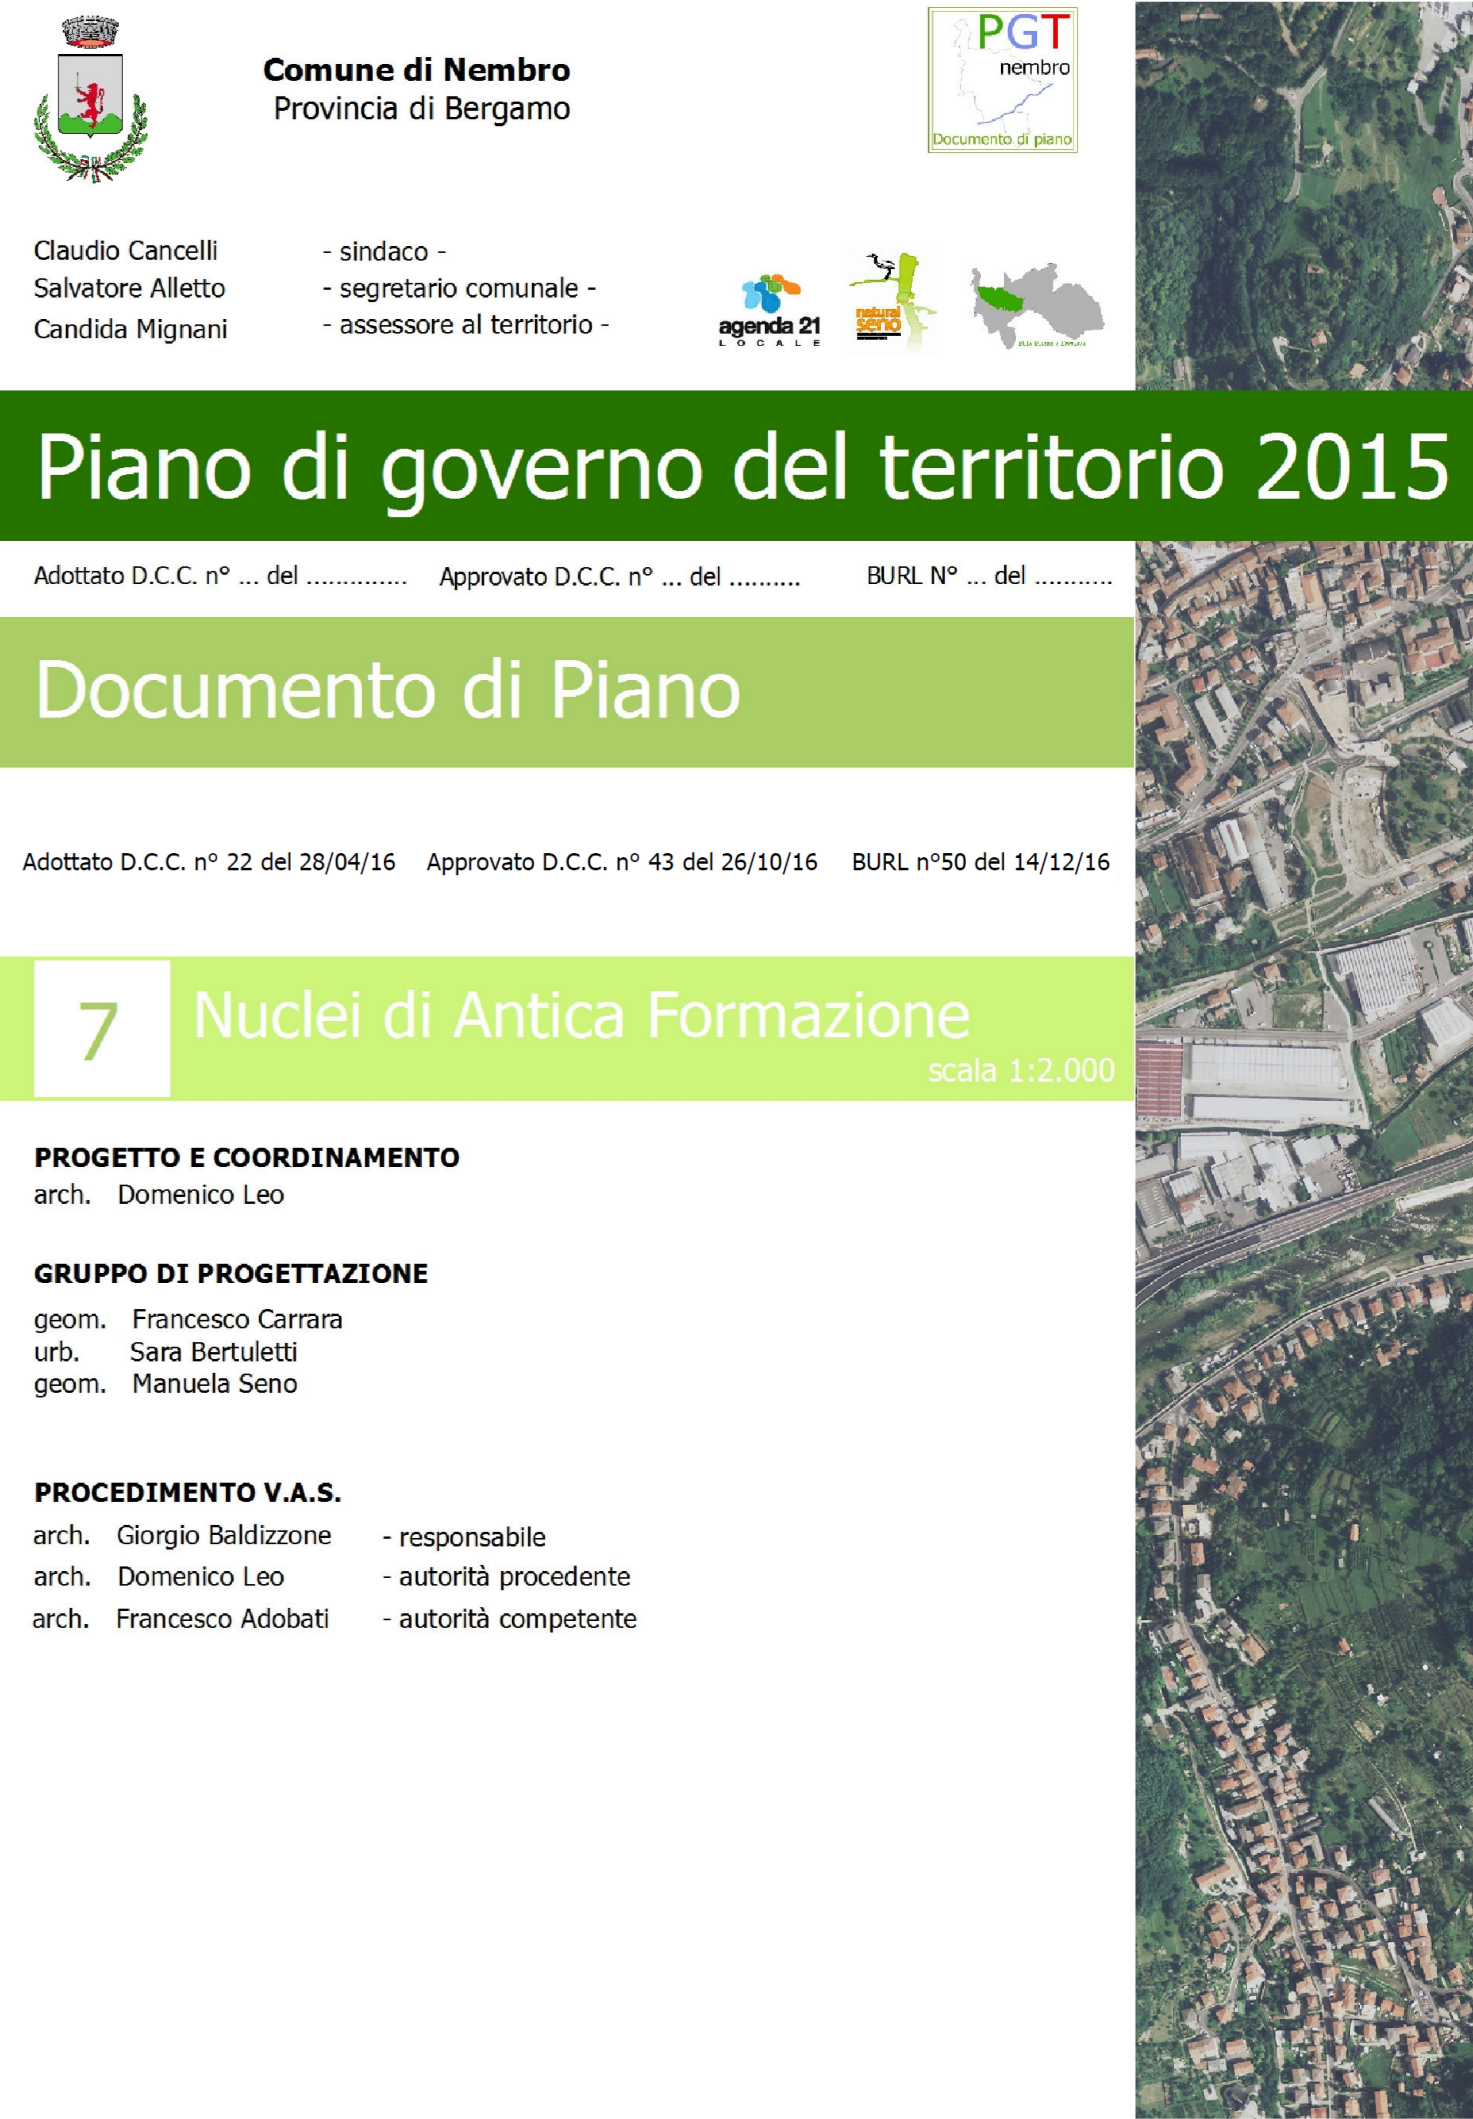 Comune di Nembro
Provincia di Bergamo
PGT
nembro
Documento di piano
Claudio Cancelli - sindaco -
Salvatore Alletto - segretario comunale -
Candida Mignani - assessore al territorio -
agenda 21
LOCALE
natural
seno
Piano di governo del territorio 2015
Adottato D.C.C. n° ... del .............. Approvato D.C.C. n° ... del .......... BURL N° ... del ...........
Documento di Piano
Adottato D.C.C. n° 22 del 28/04/16 Approvato D.C.C. n° 43 del 26/10/16 BURL n°50 del 14/12/16
7 Nuclei di Antica Formazione
scala 1:2.000
PROGETTO E COORDINAMENTO
arch. Domenico Leo
GRUPPO DI PROGETTAZIONE
geom. Francesco Carrara
urb. Sara Bertuletti
geom. Manuela Seno
PROCEDIMENTO V.A.S.
arch. Giorgio Baldizzone - responsabile
arch. Domenico Leo - autorità procedente
arch. Francesco Adobati - autorità competente